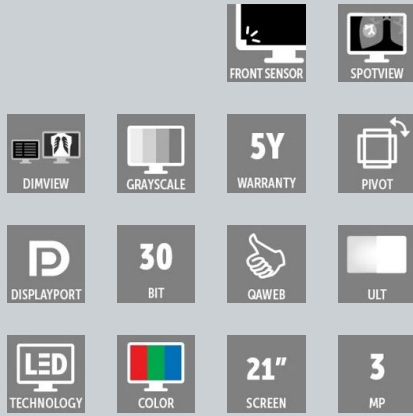 FRONT SENSOR
SPOTVIEW
DIMVIEW
GRAYSCALE
5Y
WARRANTY
PIVOT
DISPLAYPORT
30
BIT
QAWEB
ULT
LED
TECHNOLOGY
COLOR
21"
SCREEN
3
MP